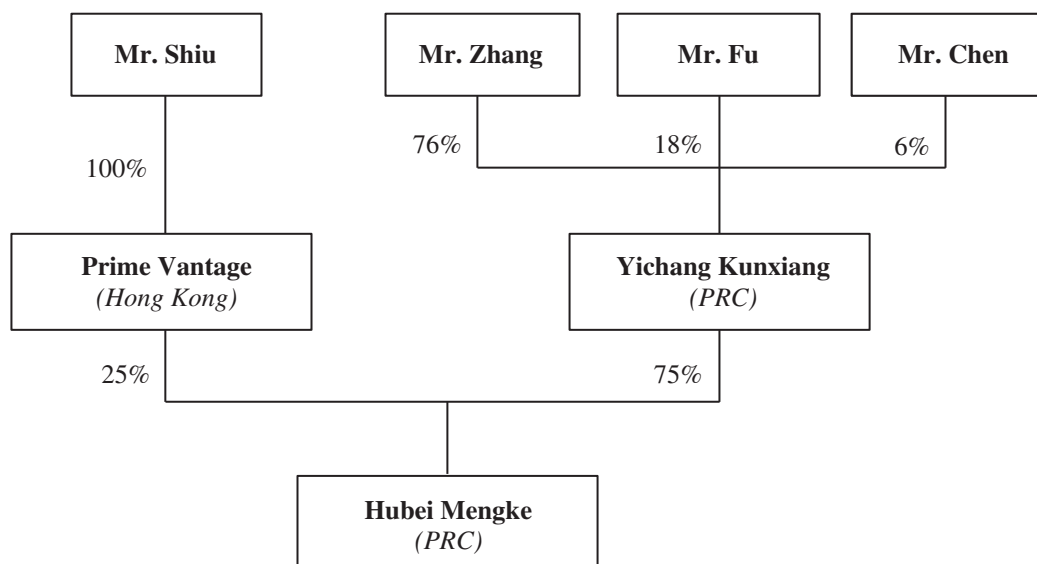 Mr. Shiu
Mr. Zhang
Mr. Fu
Mr. Chen
100%
76%
18%
6%
Prime Vantage
(Hong Kong)
Yichang Kunxiang
(PRC)
25%
75%
Hubei Mengke
(PRC)